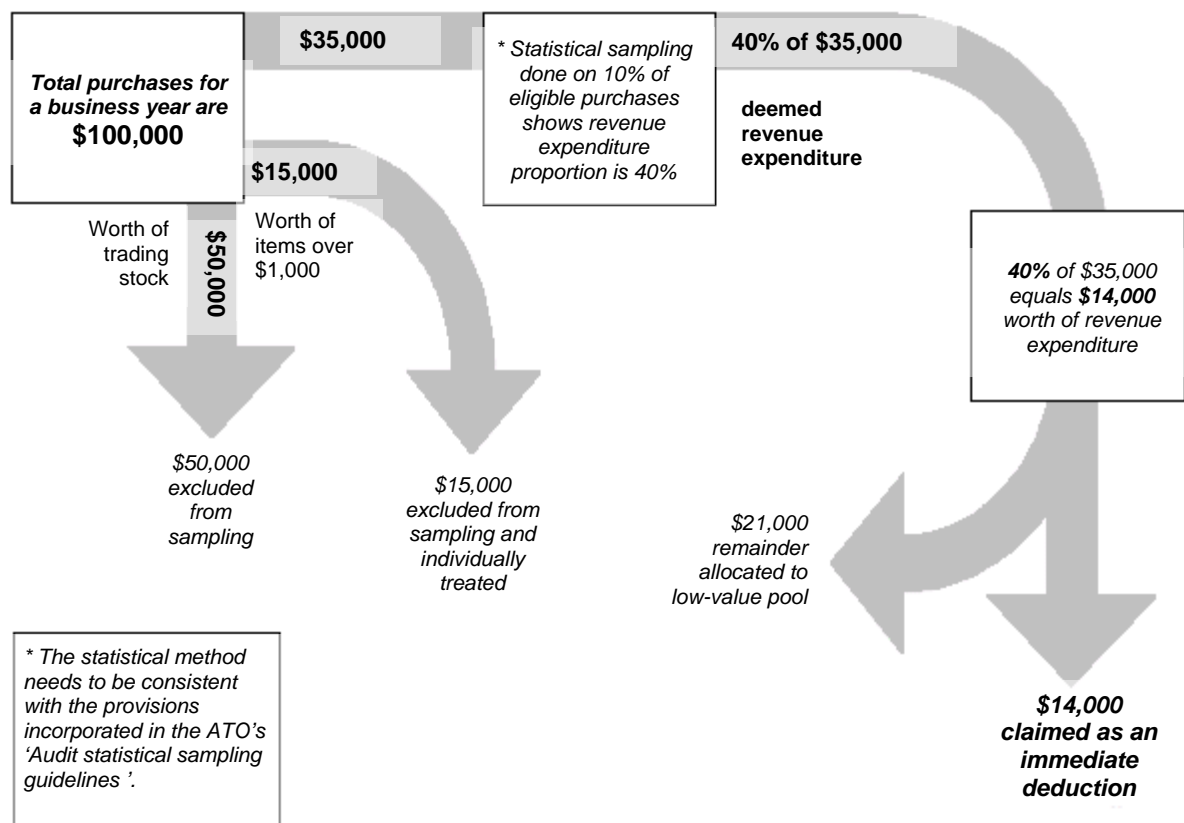 Total purchases for
a business year are
$100,000
$35,000
* Statistical sampling
done on 10% of
eligible purchases
shows revenue
expenditure
proportion is 40%
40% of $35,000
deemed
revenue
expenditure
$15,000
Worth of
items over
$1,000
Worth of
trading
stock
$50,000
40% of $35,000
equals $14,000
worth of revenue
expenditure
$50,000
excluded
from
sampling
$15,000
excluded from
sampling and
individually
treated
$21,000
remainder
allocated to
low-value pool
* The statistical method
needs to be consistent
with the provisions
incorporated in the ATO's
'Audit statistical sampling
guidelines '.
$14,000
claimed as an
immediate
deduction